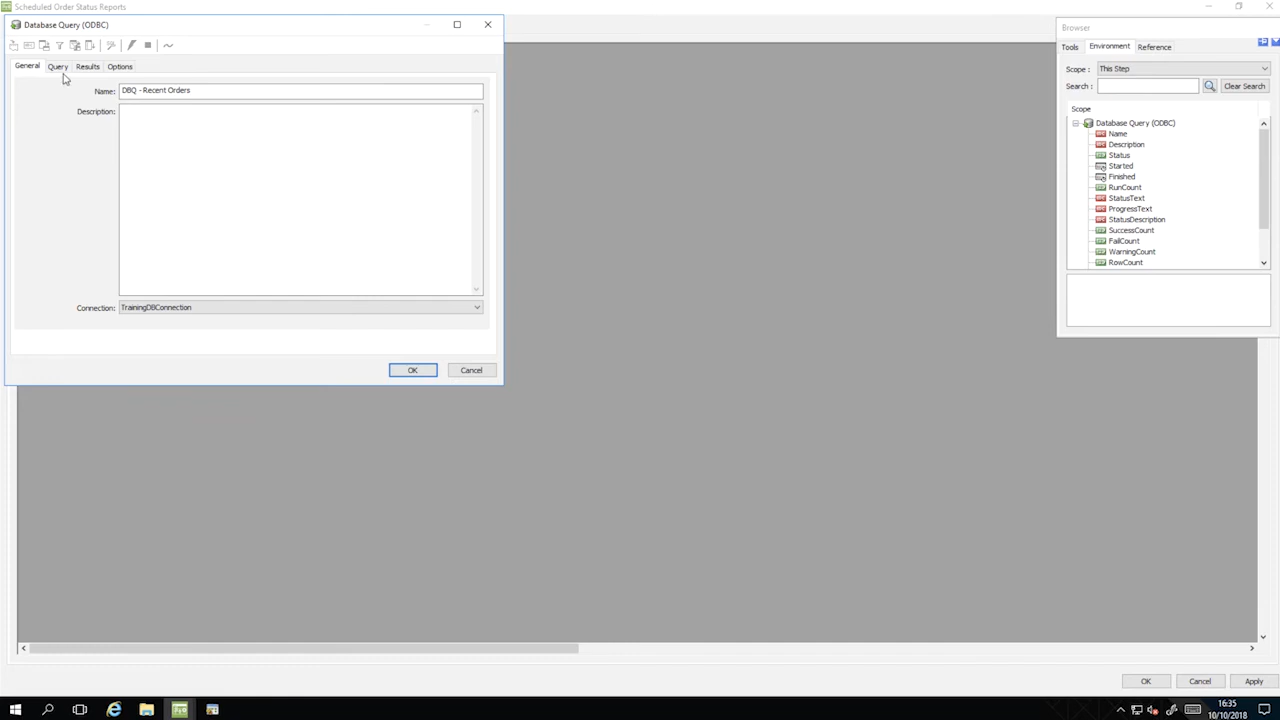 Scheduled Order Status Reports
Database Query (ODBC)
General Query Results Options
Name: DBQ - Recent Orders
Description:
Connection: TrainingDBConnection
OK Cancel
Browser
Tools Environment Reference
Scope : This Step
Search : Clear Search
Scope
Database Query (ODBC)
Name
Description
Status
Started
Finished
RunCount
StatusText
ProgressText
StatusDescription
SuccessCount
FailCount
WarningCount
RowCount
OK Cancel Apply
16:35
10/10/2018